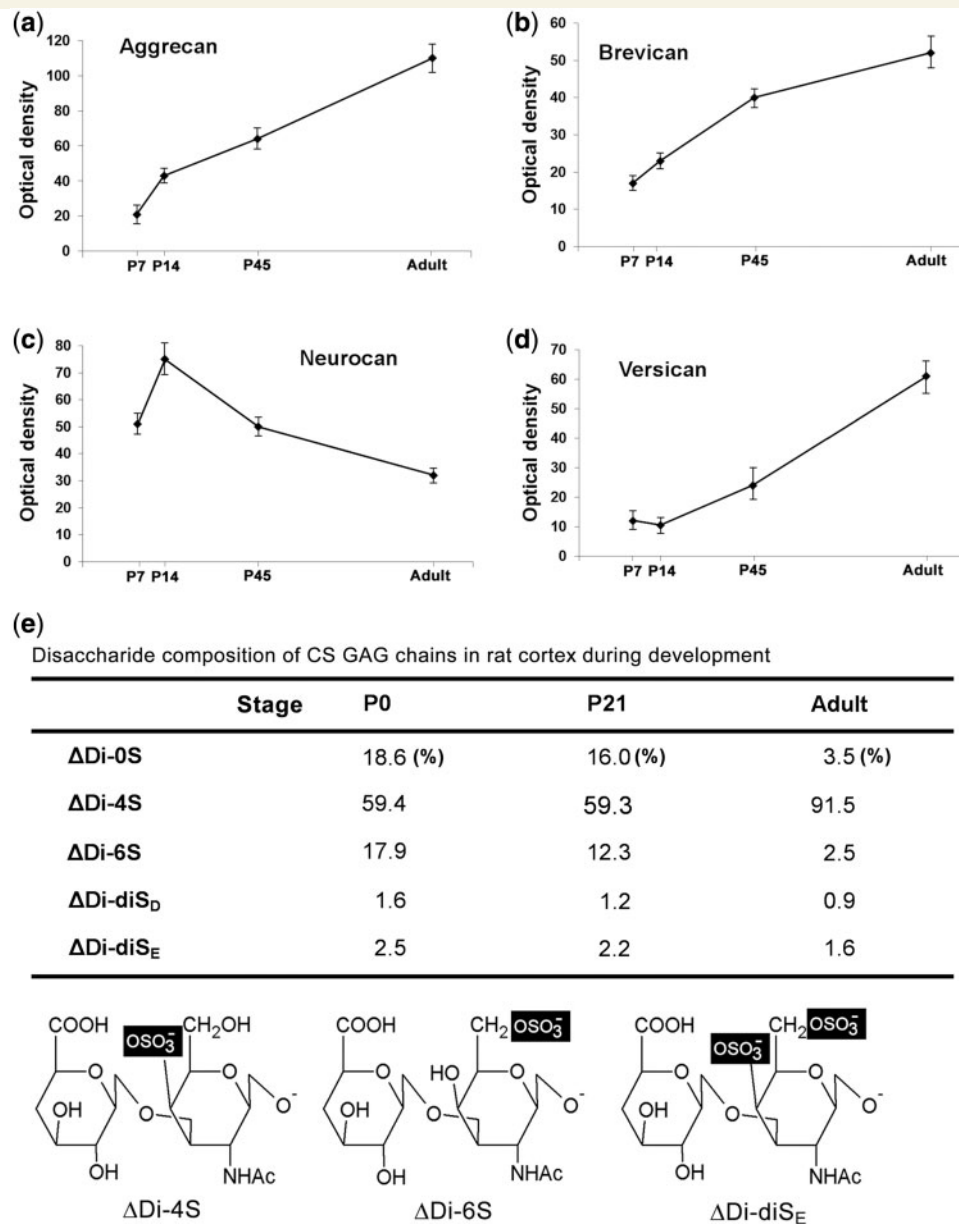 (a)
Aggrecan
Optical density
120
100
80
60
40
20
0
P7 P14 P45 Adult
(b)
Brevican
Optical density
60
50
40
30
20
10
0
P7 P14 P45 Adult
(c)
Neurocan
Optical density
80
70
60
50
40
30
20
10
0
P7 P14 P45 Adult
(d)
Versican
Optical density
70
60
50
40
30
20
10
0
P7 P14 P45 Adult
(e)
Disaccharide composition of CS GAG chains in rat cortex during development
Stage P0 P21 Adult
ΔDi-0S 18.6 (%) 16.0 (%) 3.5 (%)
ΔDi-4S 59.4 59.3 91.5
ΔDi-6S 17.9 12.3 2.5
ΔDi-diS_D 1.6 1.2 0.9
ΔDi-diS_E 2.5 2.2 1.6
COOH OSO₃⁻ CH₂OH O O OH OH O NHAc O⁻
ΔDi-4S
COOH CH₂ OSO₃⁻ HO O O OH OH O NHAc O⁻
ΔDi-6S
COOH OSO₃⁻ CH₂ OSO₃⁻ O O OH OH O NHAc O⁻
ΔDi-diS_E